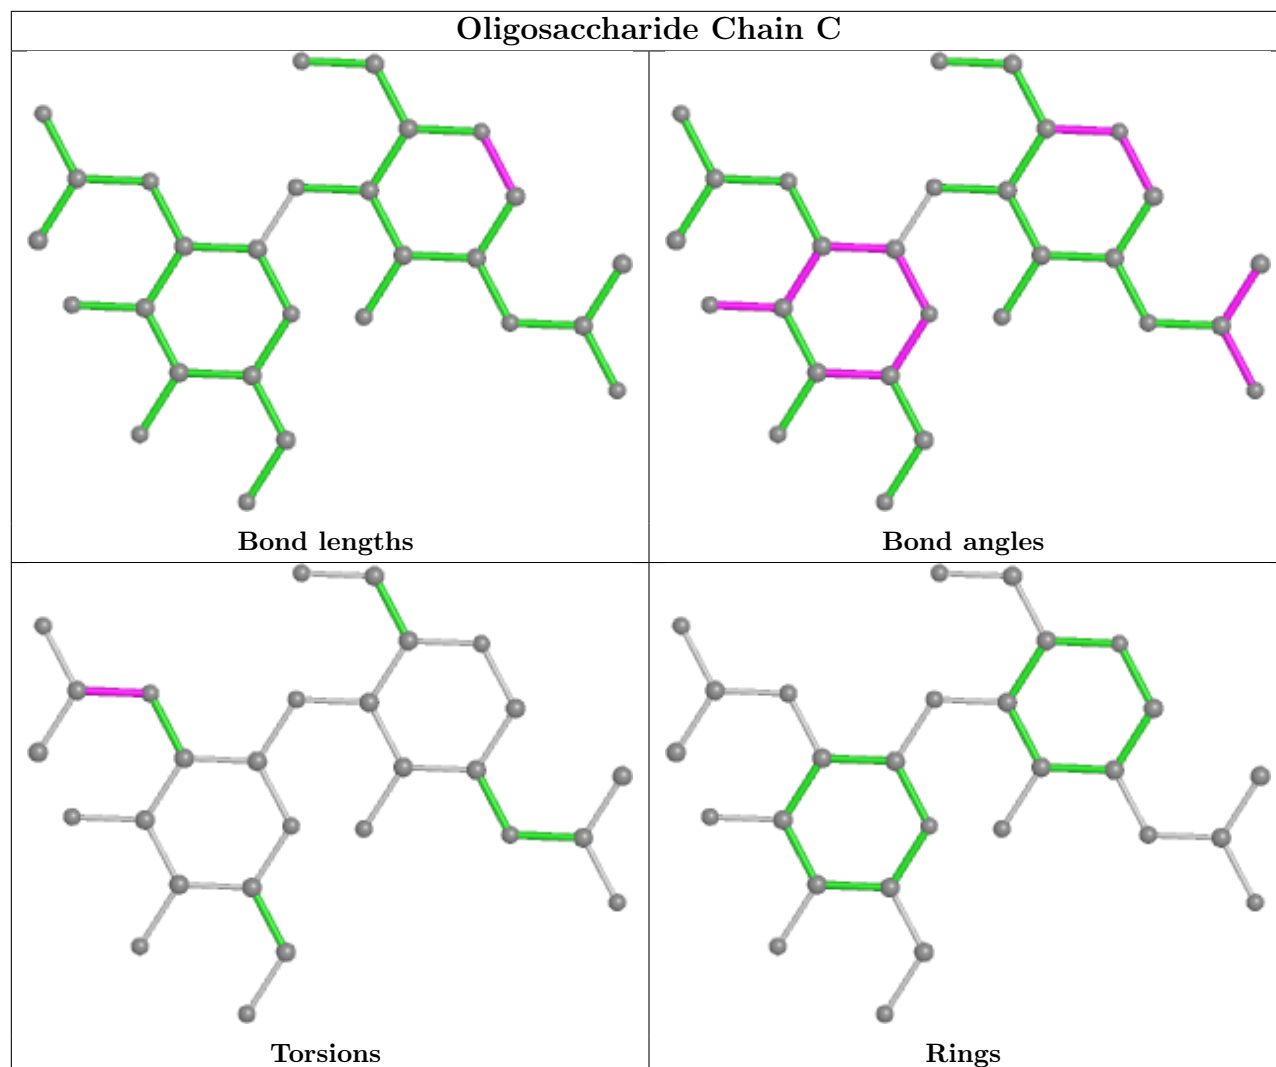 Oligosaccharide Chain C
Bond lengths
Bond angles
Torsions
Rings